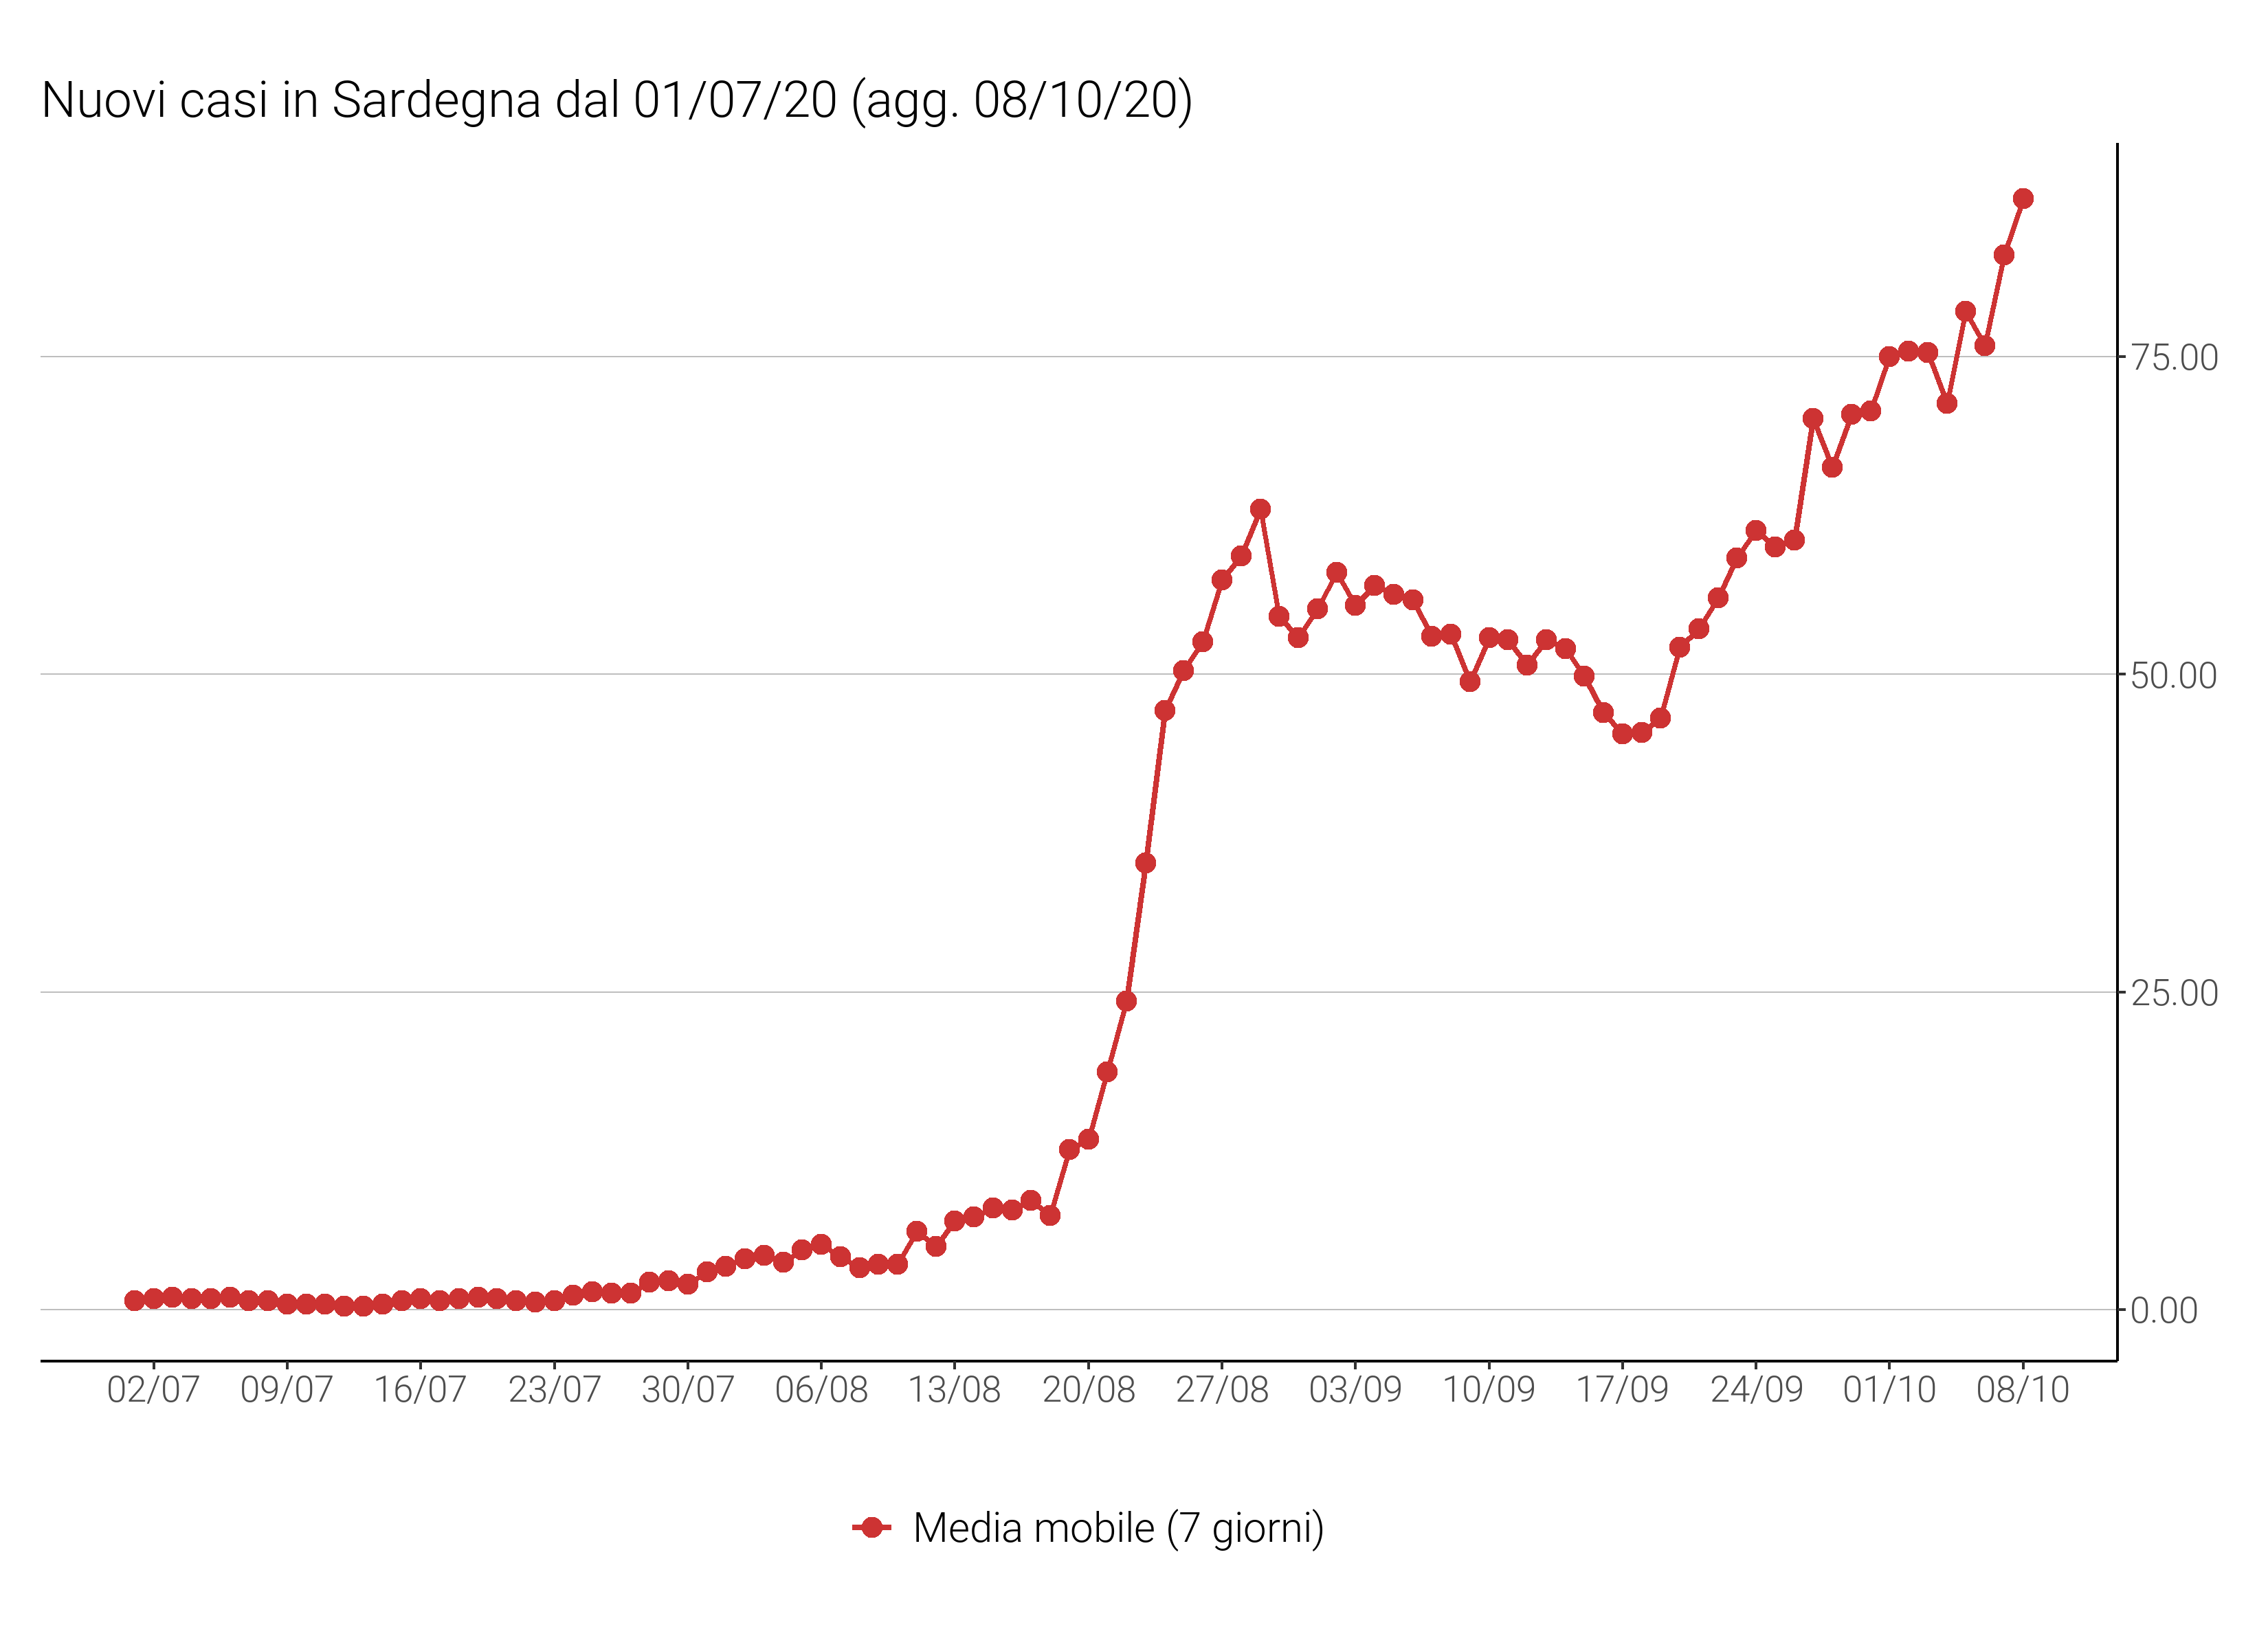 Nuovi casi in Sardegna dal 01/07/20 (agg. 08/10/20)
75.00
50.00
25.00
0.00
02/07 09/07 16/07 23/07 30/07 06/08 13/08 20/08 27/08 03/09 10/09 17/09 24/09 01/10 08/10
Media mobile (7 giorni)